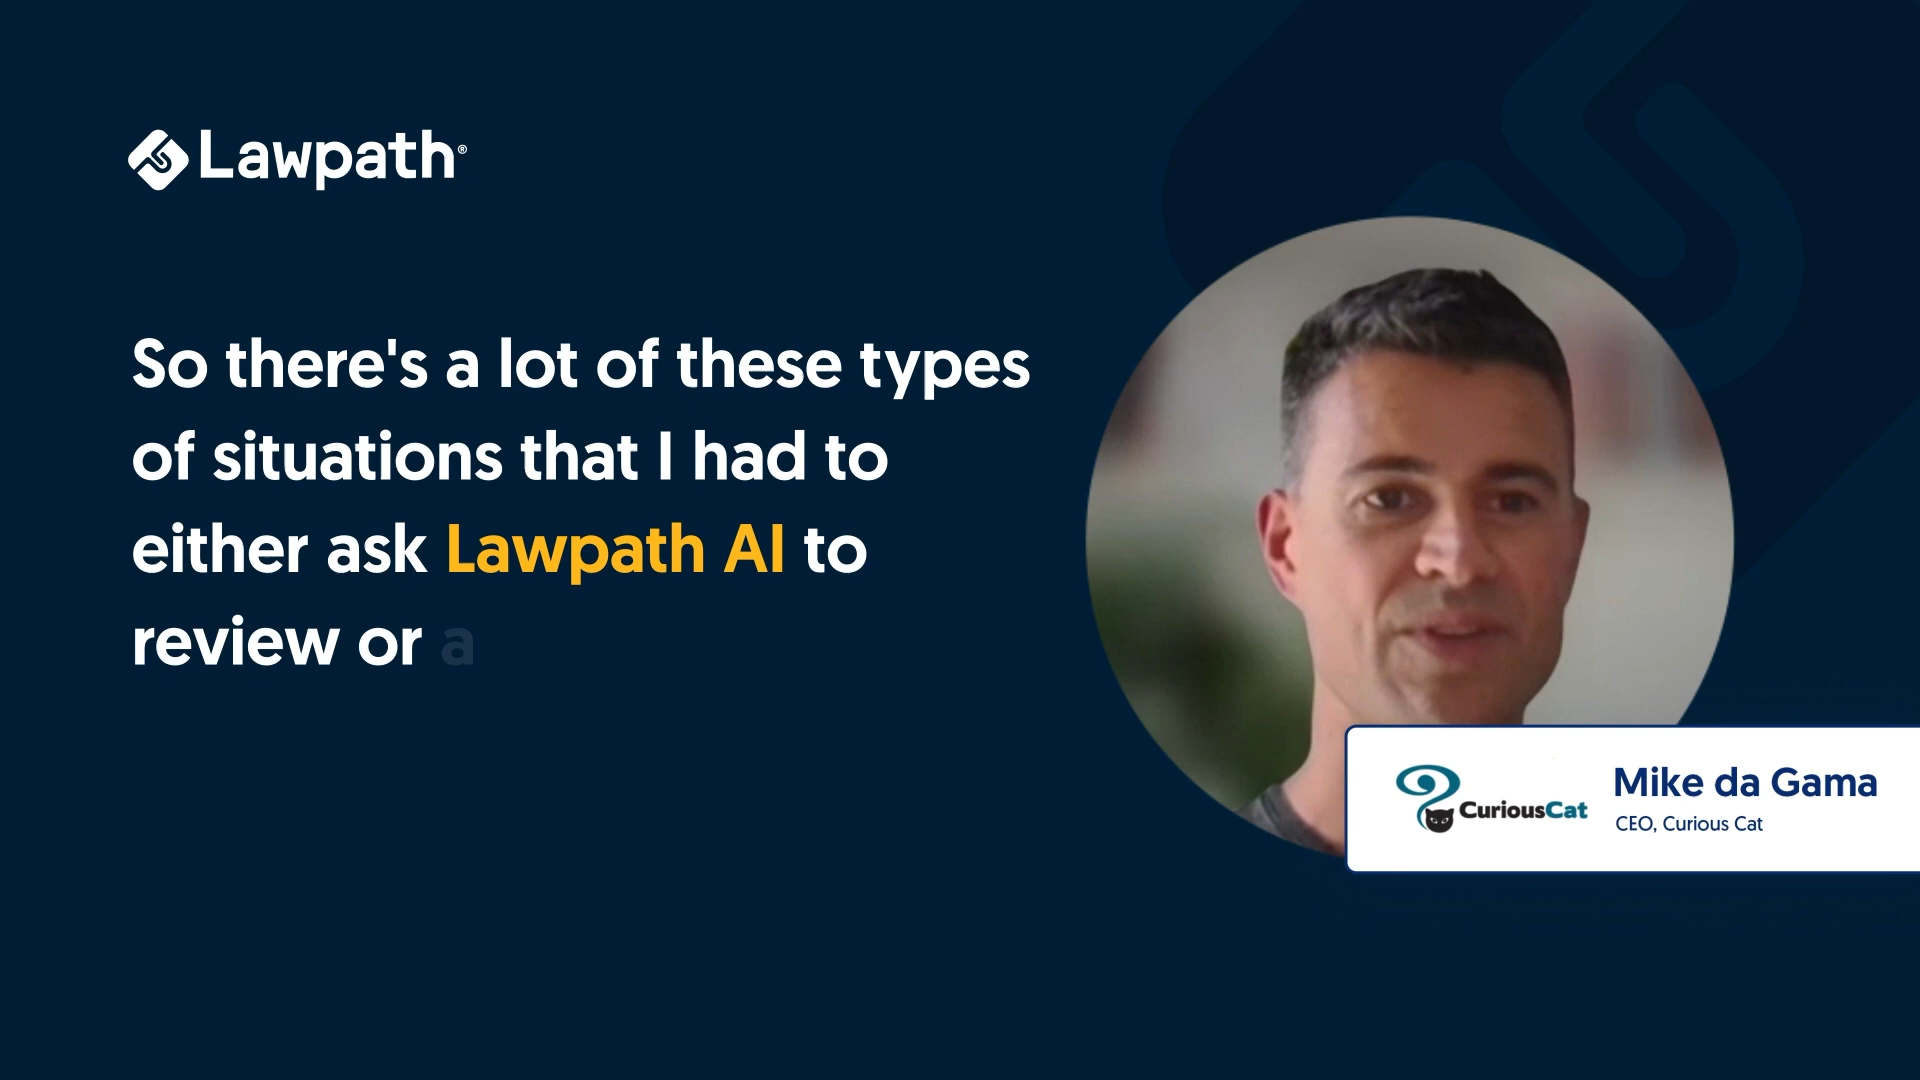 Lawpath®
So there's a lot of these types
of situations that I had to
either ask Lawpath AI to
review or a
CuriousCat
Mike da Gama
CEO, Curious Cat